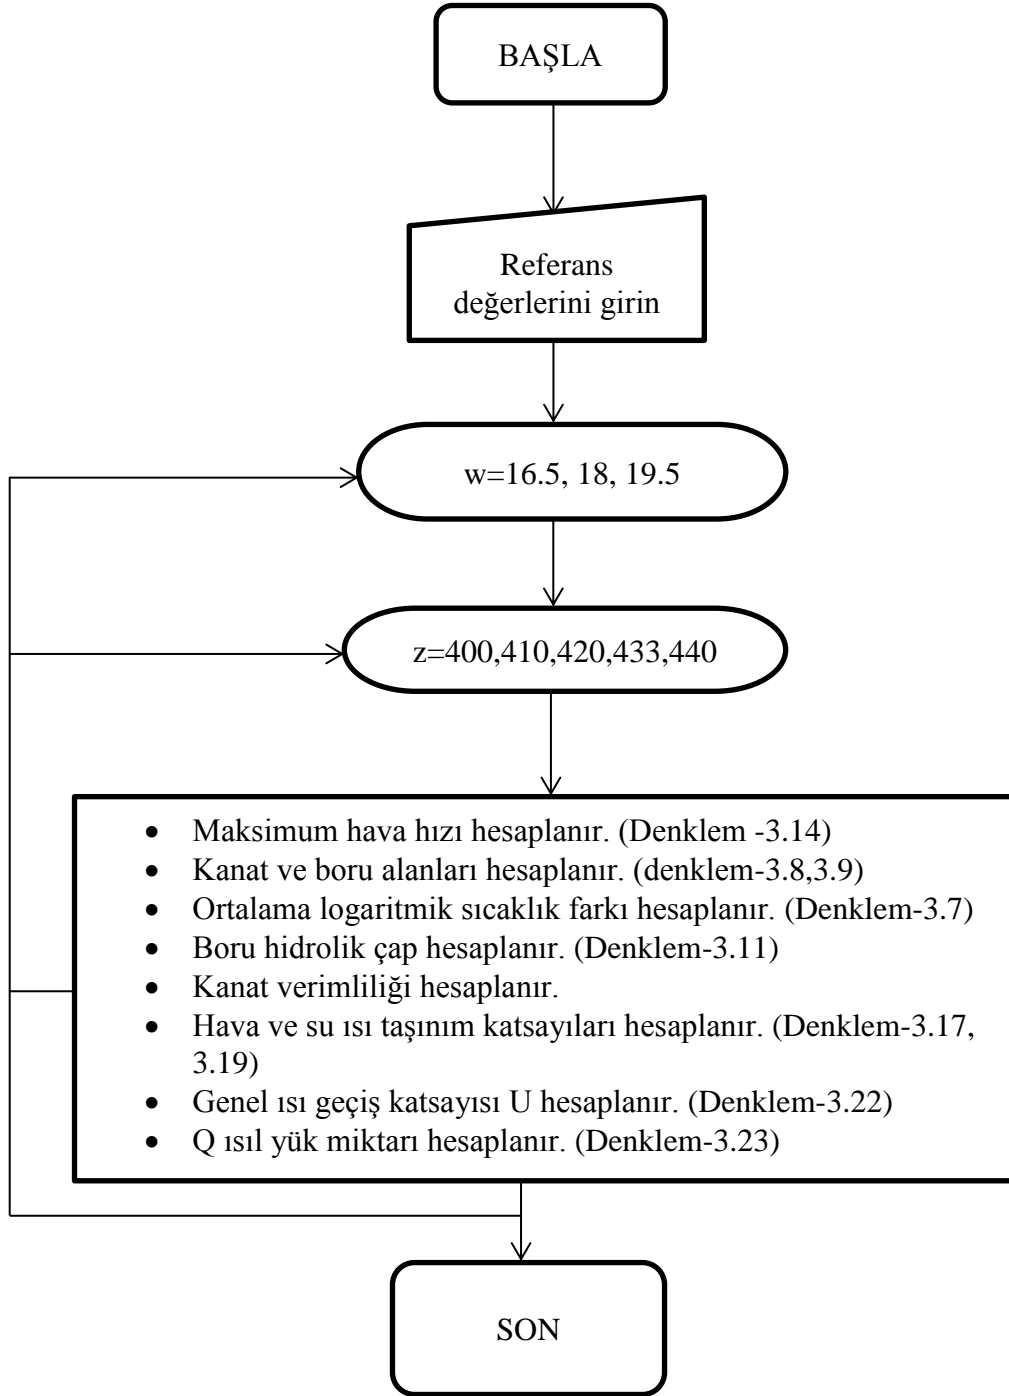 BAŞLA
Referans
değerlerini girin
w=16.5, 18, 19.5
z=400,410,420,433,440
• Maksimum hava hızı hesaplanır. (Denklem -3.14)
• Kanat ve boru alanları hesaplanır. (denklem-3.8,3.9)
• Ortalama logaritmik sıcaklık farkı hesaplanır. (Denklem-3.7)
• Boru hidrolik çap hesaplanır. (Denklem-3.11)
• Kanat verimliliği hesaplanır.
• Hava ve su ısı taşınım katsayıları hesaplanır. (Denklem-3.17,
3.19)
• Genel ısı geçiş katsayısı U hesaplanır. (Denklem-3.22)
• Q ısıl yük miktarı hesaplanır. (Denklem-3.23)
SON